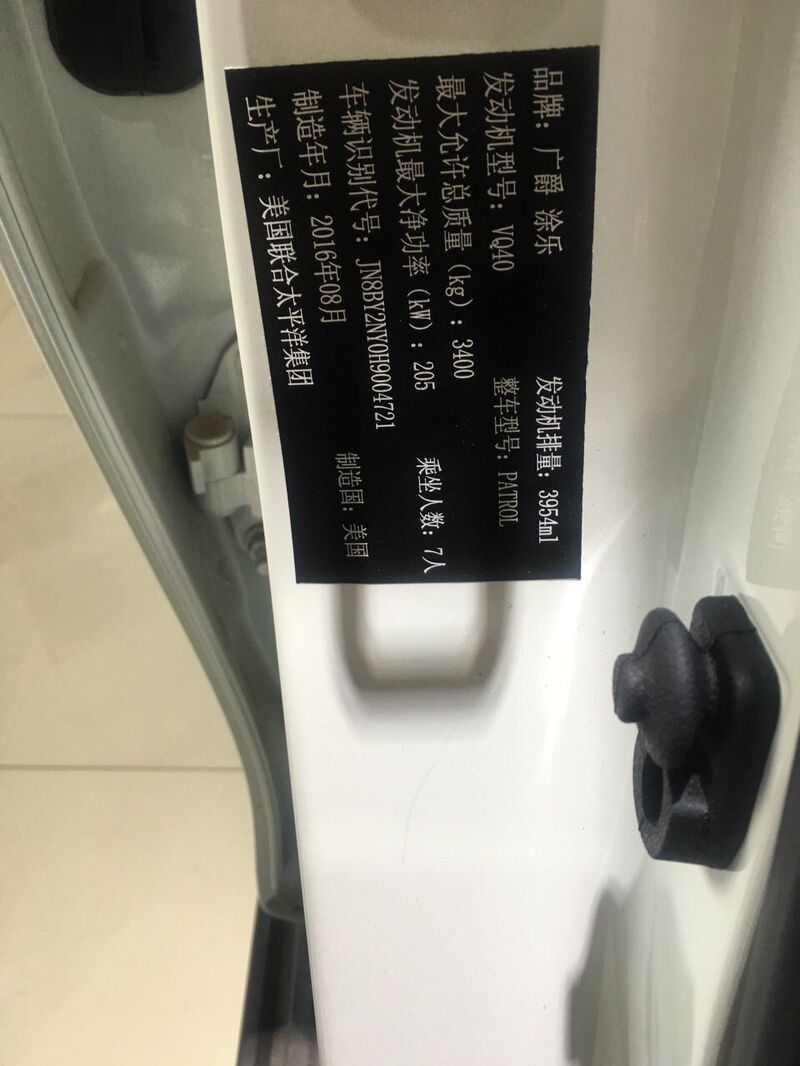 品牌：广爵 涂乐 发动机排量：3954ml
发动机型号：VQ40 整车型号：PATROL
最大允许总质量（kg）：3400
发动机最大净功率（kW）：205 乘坐人数：7人
车辆识别代号：JN8BY2NY0H9004721
制造年月：2016年08月 制造国：美国
生产厂：美国联合太平洋集团